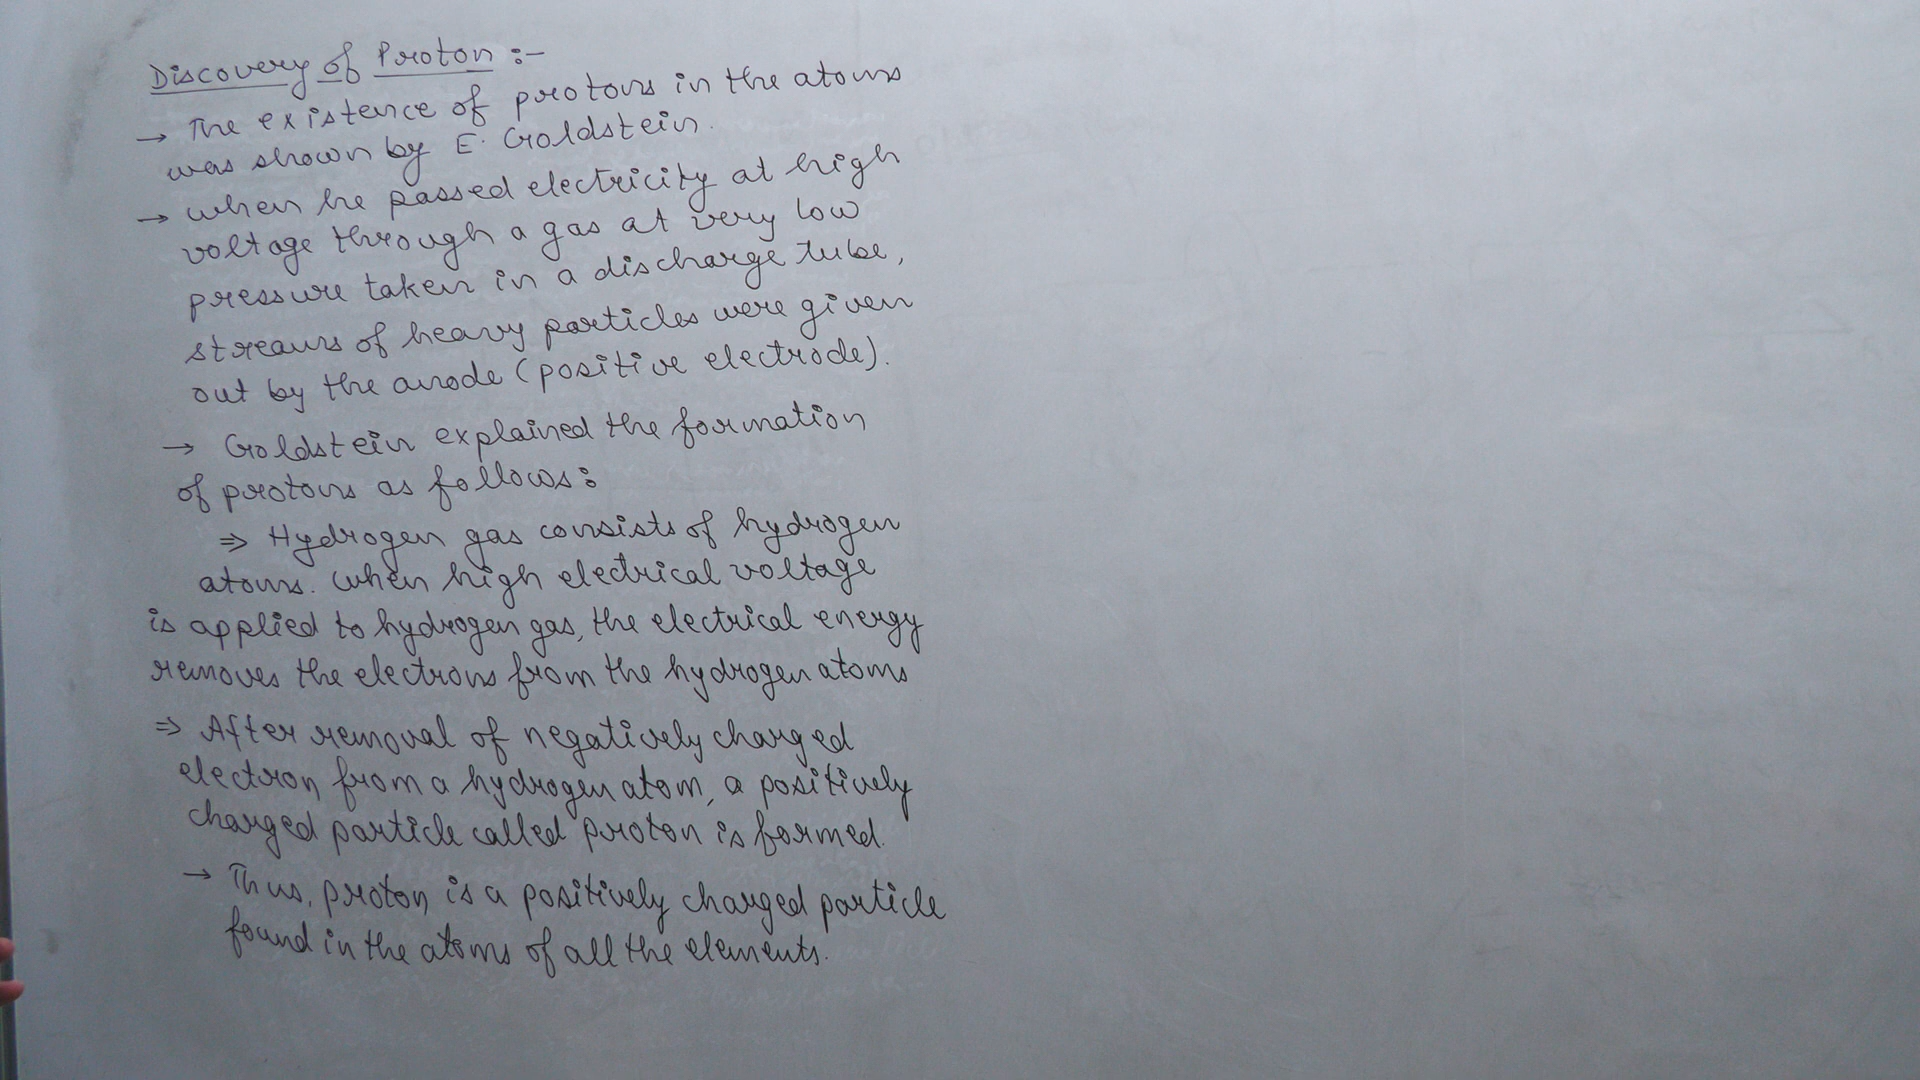 Discovery of Proton :-
→ The existence of protons in the atoms
was shown by E. Goldstein.
→ when he passed electricity at high
voltage through a gas at very low
pressure taken in a discharge tube,
streams of heavy particles were given
out by the anode (positive electrode).
→ Goldstein explained the formation
of protons as follows:
⇒ Hydrogen gas consists of hydrogen
atoms. when high electrical voltage
is applied to hydrogen gas, the electrical energy
removes the electrons from the hydrogen atoms
⇒ After removal of negatively charged
electron from a hydrogen atom, a positively
charged particle called proton is formed.
→ Thus, proton is a positively charged particle
found in the atoms of all the elements.